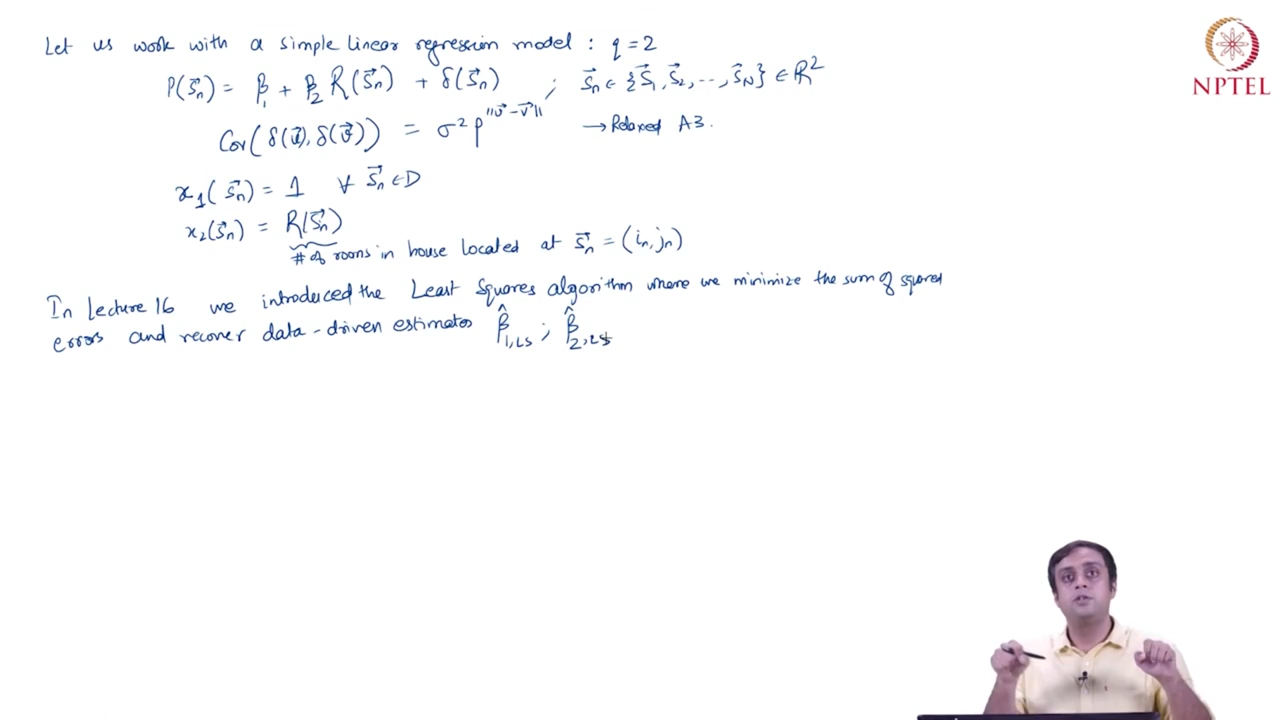 Let us work with a simple linear regression model : q = 2
P(s⃗n) = β1 + β2 R(s⃗n) + δ(s⃗n) ; s⃗n ∈ {s⃗1, s⃗2, ..., s⃗N} ∈ R²
Cov(δ(u⃗), δ(v⃗)) = σ² ρ^||u⃗ - v⃗|| → Relaxed A3.
x1(s⃗n) = 1 ∀ s⃗n ∈ D
x2(s⃗n) = R(s⃗n)
# of rooms in house located at s⃗n = (in, jn)
In Lecture 16 we introduced the Least Squares algorithm where we minimize the sum of squared
errors and recover data-driven estimates β̂1,LS ; β̂2,LS
NPTEL